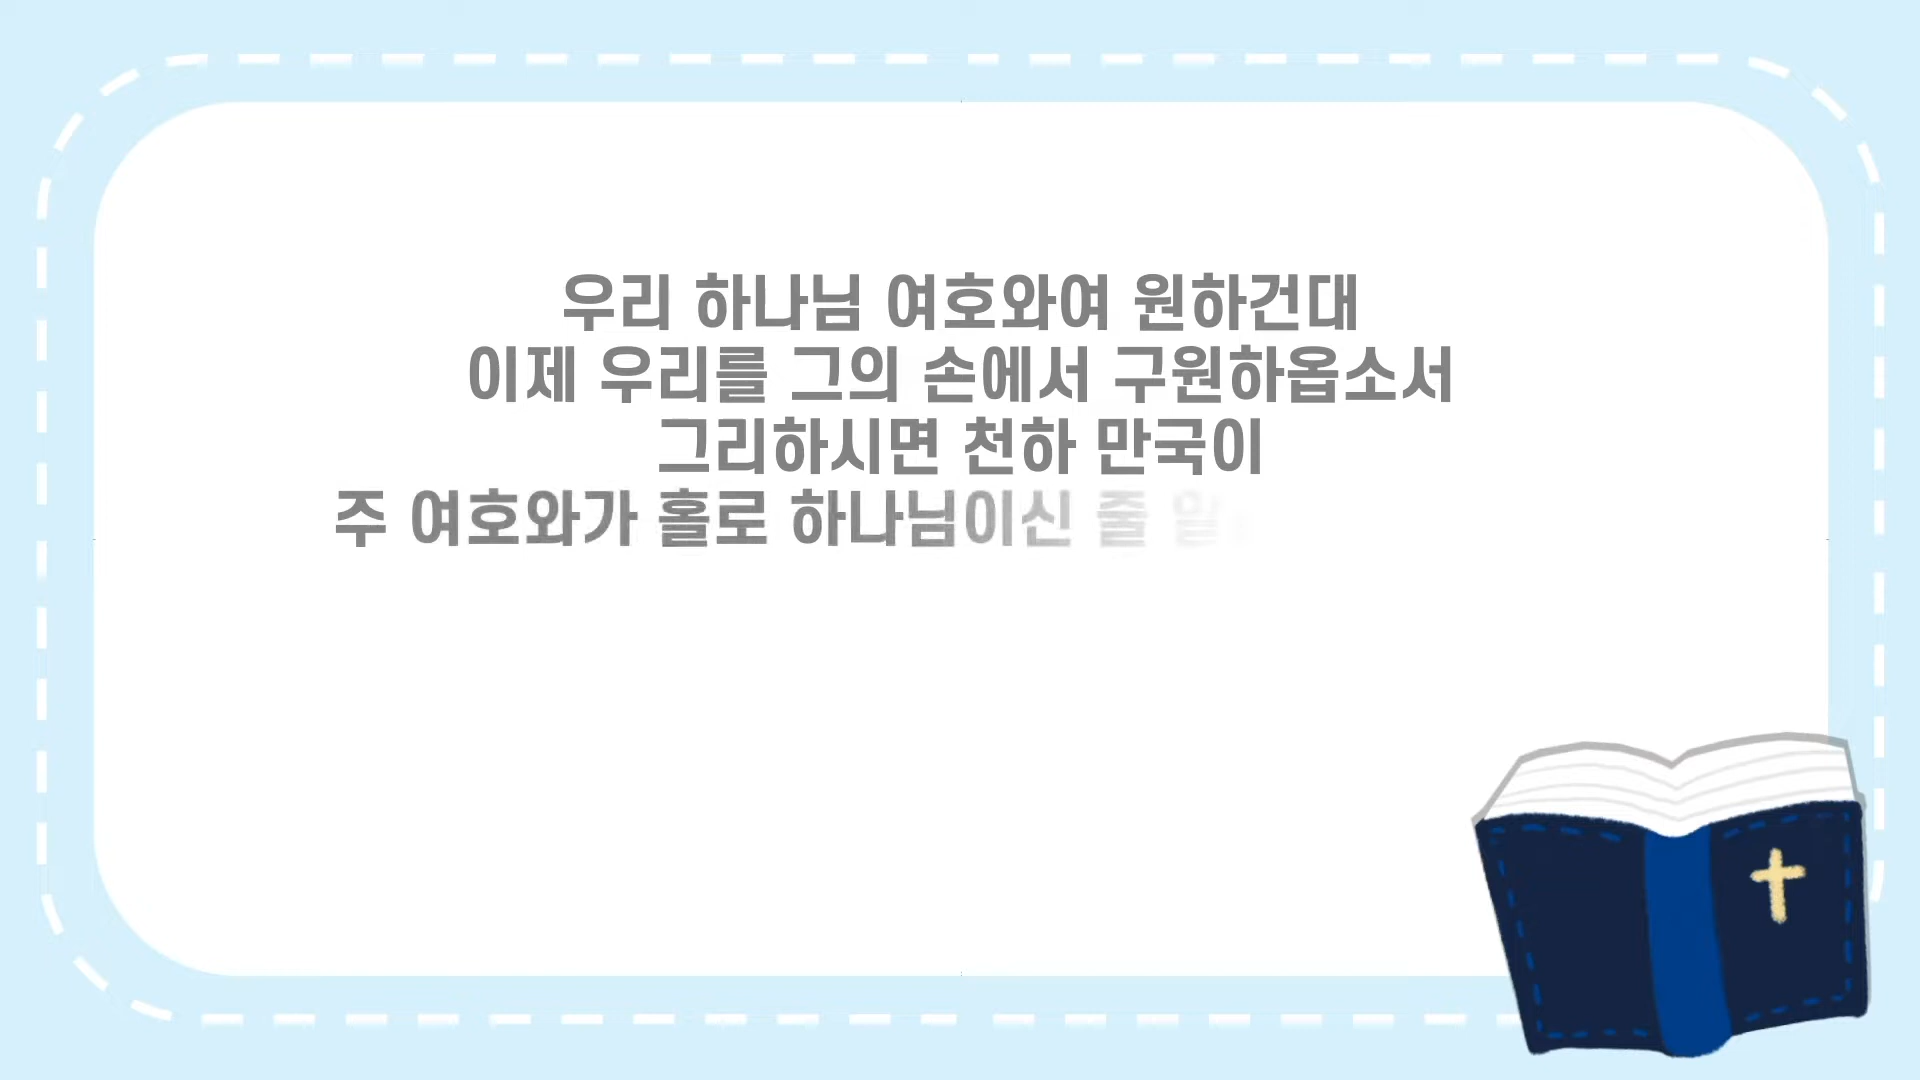 우리 하나님 여호와여 원하건대
이제 우리를 그의 손에서 구원하옵소서
그리하시면 천하 만국이
주 여호와가 홀로 하나님이신 줄